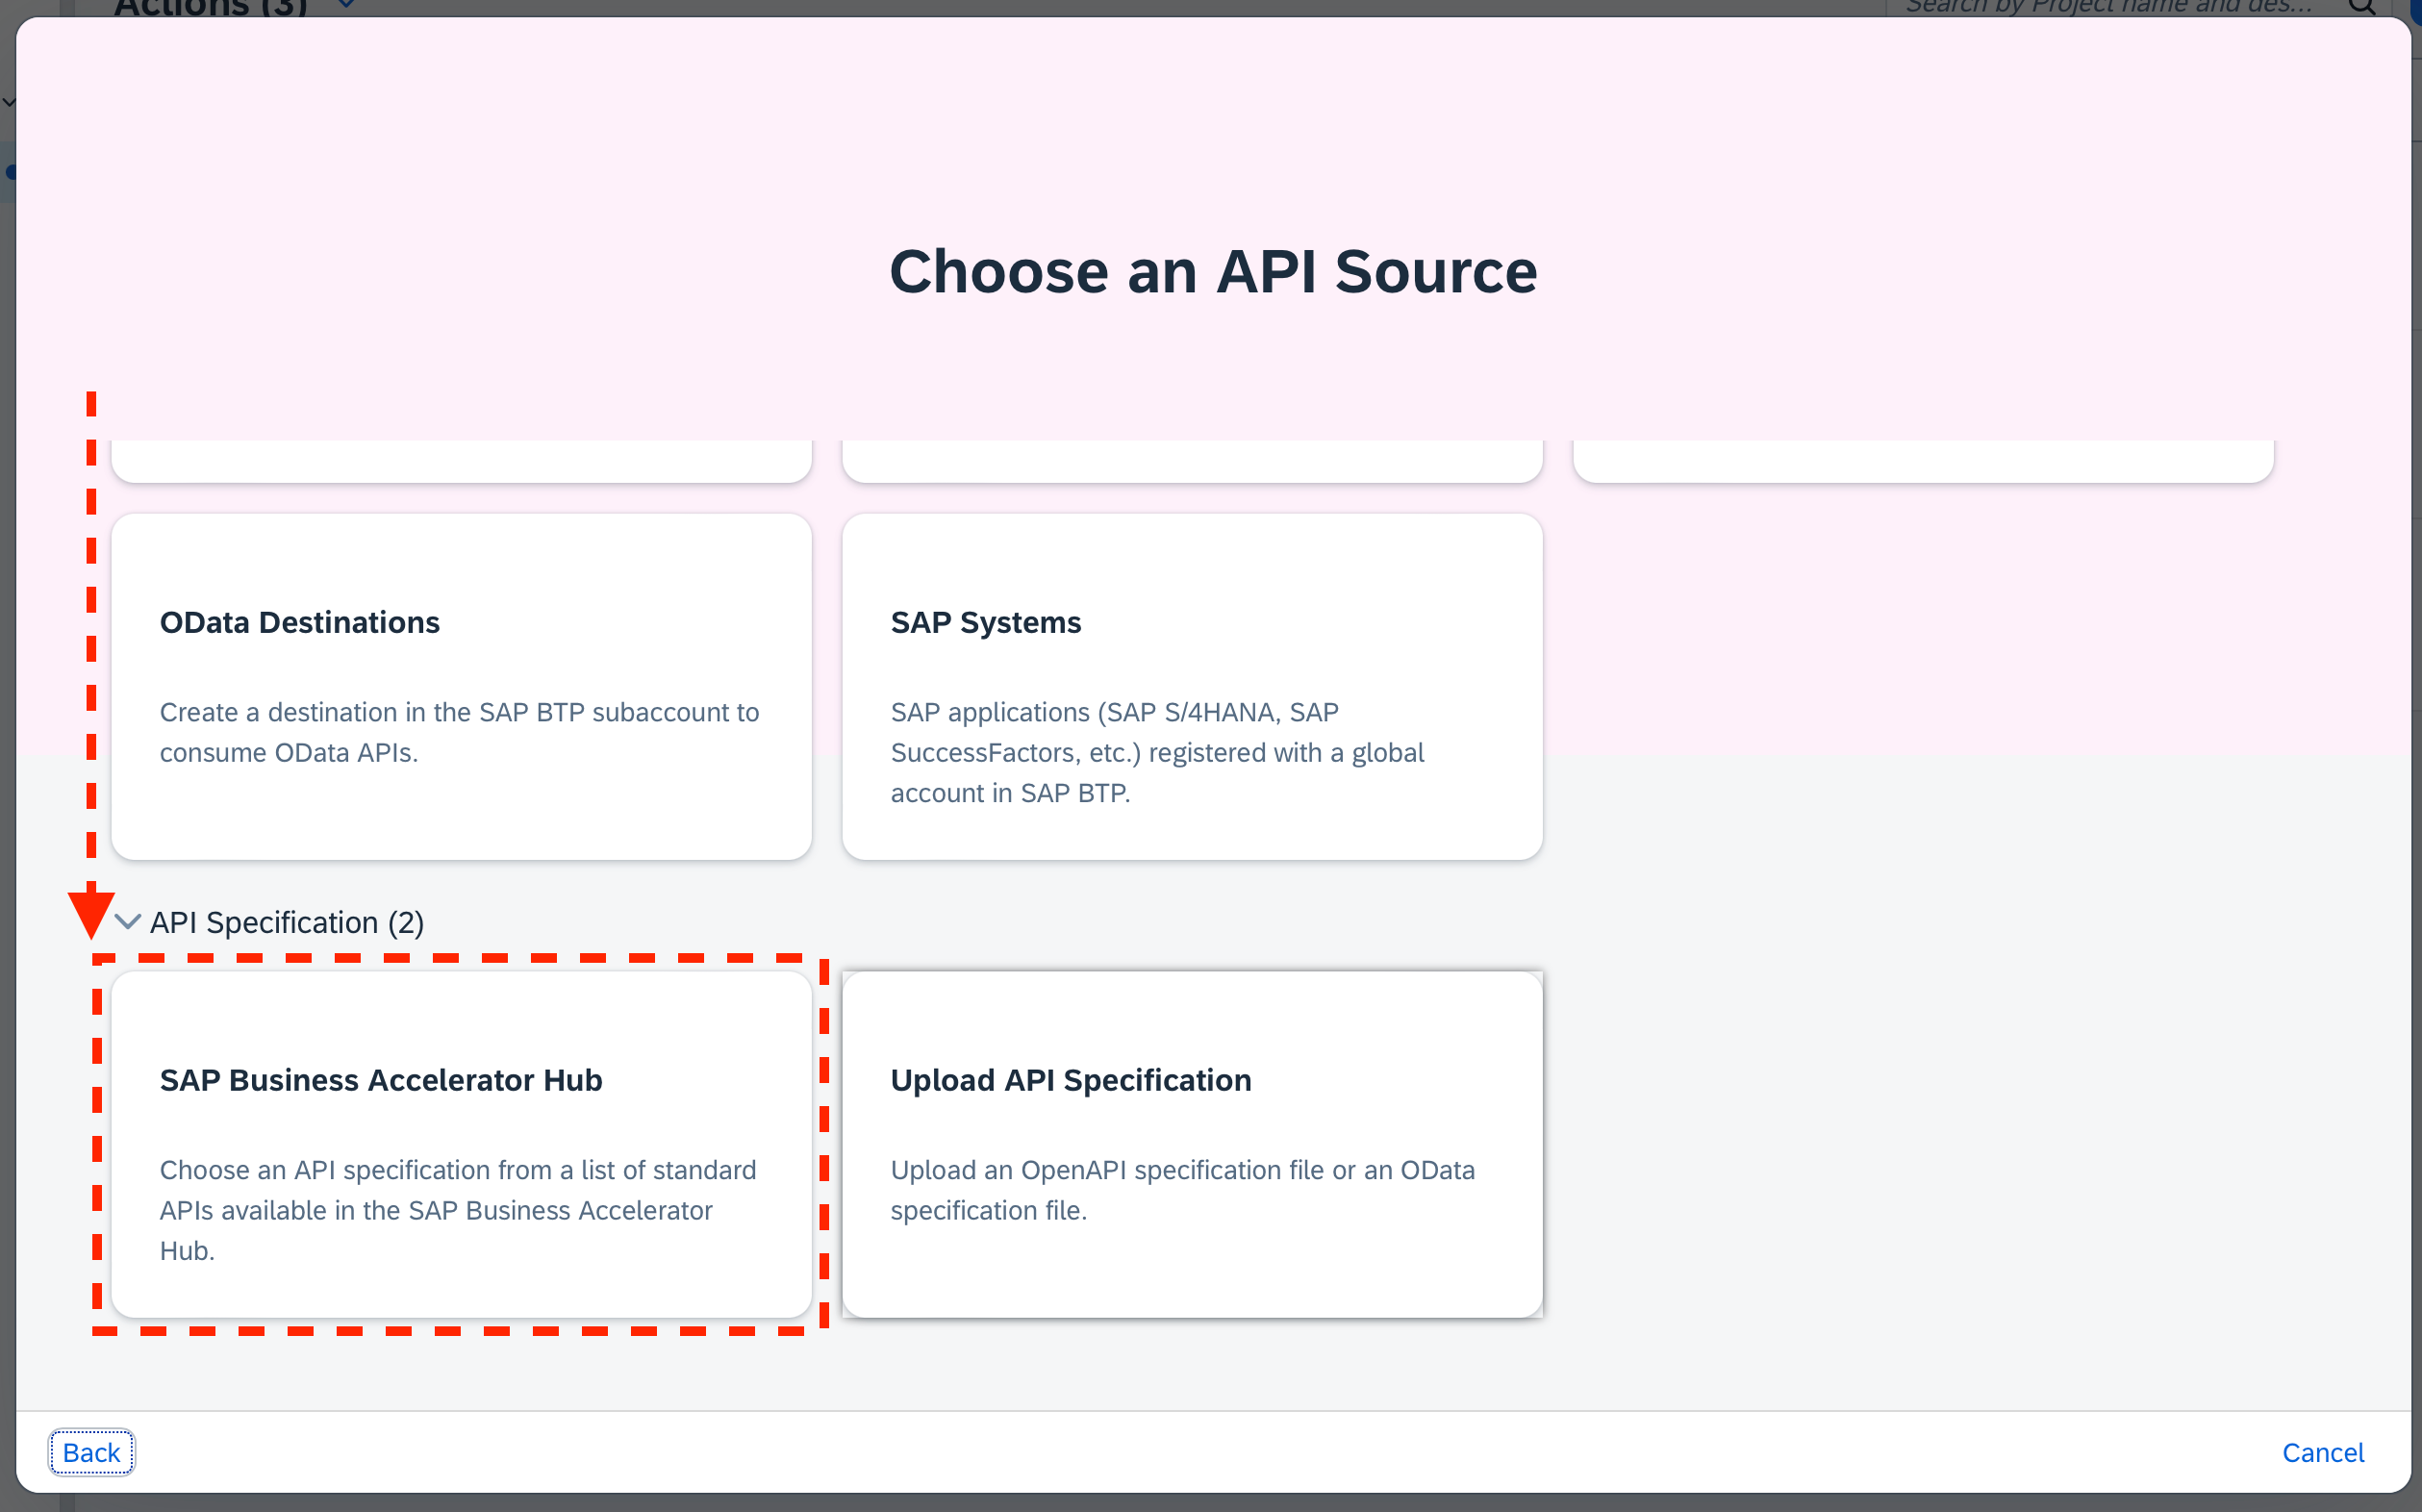 Actions (3)
Search by Project name and des...
Choose an API Source
OData Destinations
Create a destination in the SAP BTP subaccount to
consume OData APIs.
SAP Systems
SAP applications (SAP S/4HANA, SAP
SuccessFactors, etc.) registered with a global
account in SAP BTP.
API Specification (2)
SAP Business Accelerator Hub
Choose an API specification from a list of standard
APIs available in the SAP Business Accelerator
Hub.
Upload API Specification
Upload an OpenAPI specification file or an OData
specification file.
Back
Cancel